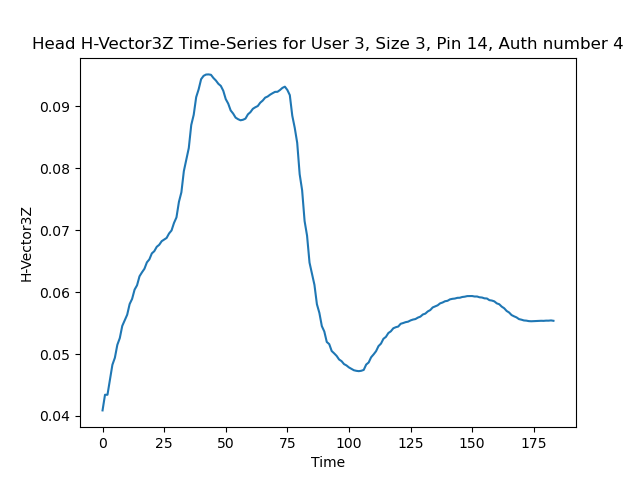 Head H-Vector3Z Time-Series for User 3, Size 3, Pin 14, Auth number 4
0.09
0.08
0.07
0.06
0.05
0.04
H-Vector3Z
0 25 50 75 100 125 150 175
Time